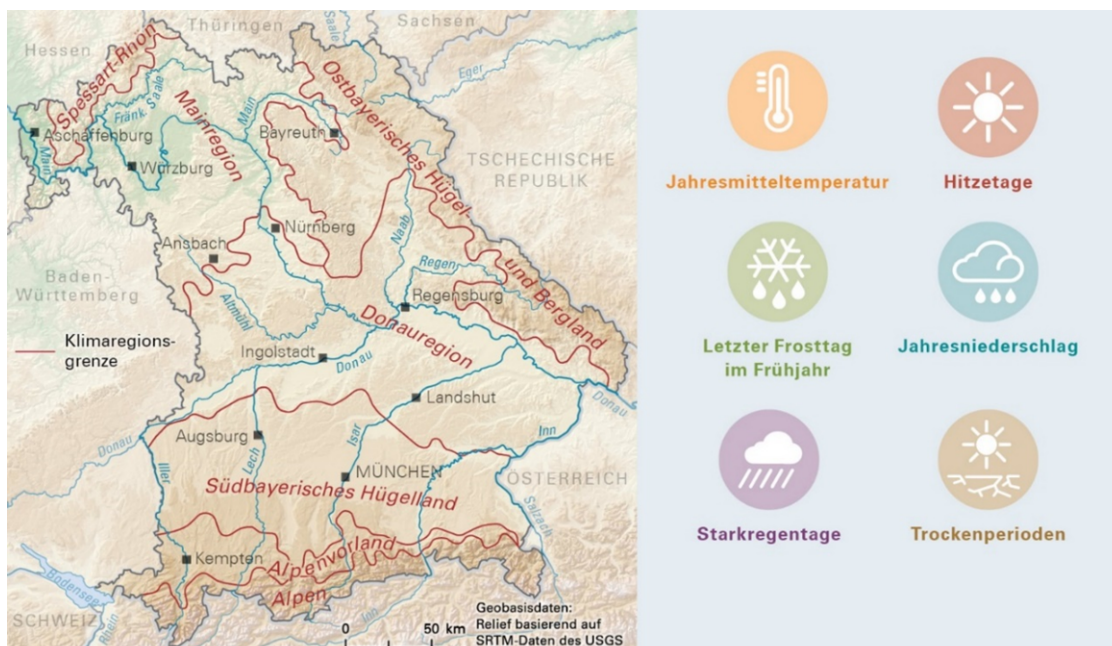 Thüringen
Sachsen
Hessen
Saale
Eger
Spessart-Rhön
Fränk. Saale
Main
Ostbayerisches Hügel-
und Bergland
Mainregion
Bayreuth
Aschaffenburg
Main
Würzburg
TSCHECHISCHE
REPUBLIK
Nürnberg
Naab
Ansbach
Regen
Baden-
Württemberg
Regensburg
Altmühl
Donauregion
Klimaregions-
grenze
Ingolstadt
Donau
Landshut
Donau
Donau
Augsburg
Isar
Inn
Iller
Lech
MÜNCHEN
ÖSTERREICH
Südbayerisches Hügelland
Salzach
Kempten
Alpenvorland
Bodensee
Alpen
SCHWEIZ
Rhein
Inn
0 50 km
Geobasisdaten:
Relief basierend auf
SRTM-Daten des USGS
Jahresmitteltemperatur
Hitzetage
Letzter Frosttag
im Frühjahr
Jahresniederschlag
Starkregentage
Trockenperioden